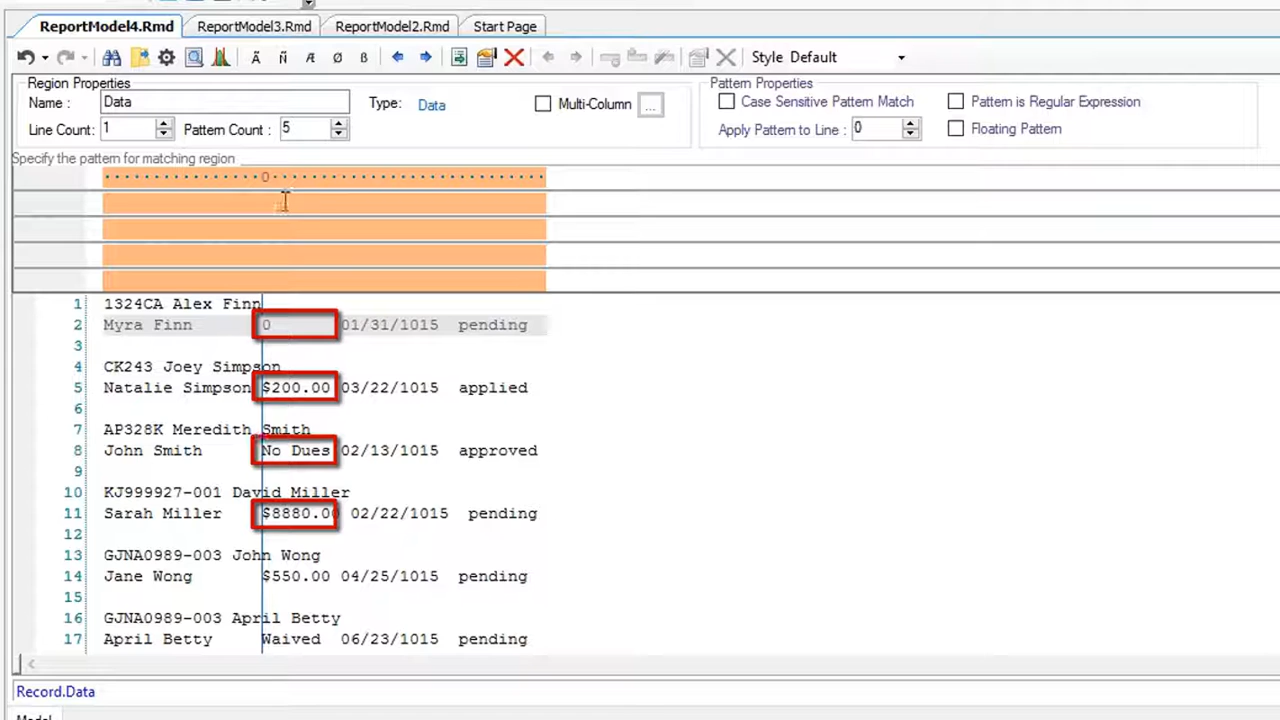 ReportModel4.Rmd ReportModel3.Rmd ReportModel2.Rmd Start Page
Ä Ñ Æ Ø ß Style Default
Region Properties Pattern Properties
Name : Data Type: Data Multi-Column ... Case Sensitive Pattern Match Pattern is Regular Expression
Line Count: 1 Pattern Count : 5 Apply Pattern to Line : 0 Floating Pattern
Specify the pattern for matching region
················0····························
1 1324CA Alex Finn
2 Myra Finn 0 01/31/1015 pending
3
4 CK243 Joey Simpson
5 Natalie Simpson $200.00 03/22/1015 applied
6
7 AP328K Meredith Smith
8 John Smith No Dues 02/13/1015 approved
9
10 KJ999927-001 David Miller
11 Sarah Miller $8880.00 02/22/1015 pending
12
13 GJNA0989-003 John Wong
14 Jane Wong $550.00 04/25/1015 pending
15
16 GJNA0989-003 April Betty
17 April Betty Waived 06/23/1015 pending
Record.Data
Model